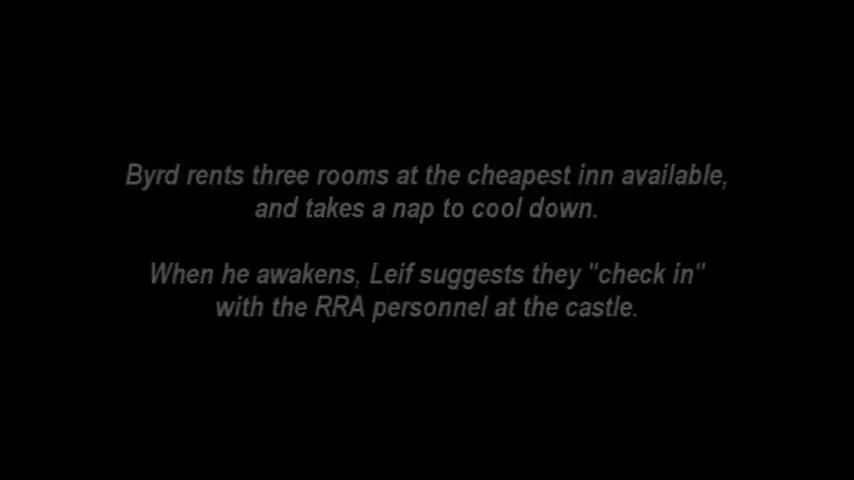 Byrd rents three rooms at the cheapest inn available,
and takes a nap to cool down.
When he awakens, Leif suggests they "check in"
with the RRA personnel at the castle.